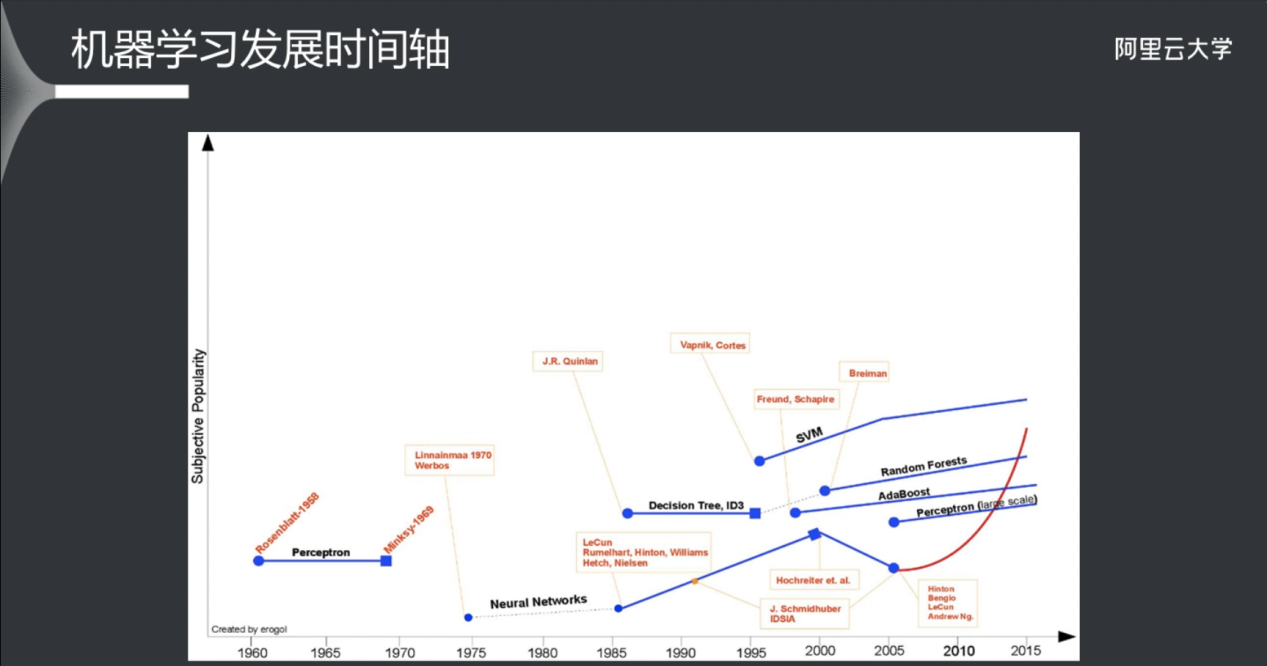 机器学习发展时间轴
阿里云大学
Subjective Popularity
Vapnik, Cortes
J.R. Quinlan
Breiman
Freund, Schapire
SVM
Linnainmaa 1970
Werbos
Random Forests
AdaBoost
Decision Tree, ID3
Perceptron (large scale)
Rosenblatt-1958
Minksy-1969
Perceptron
LeCun
Rumelhart, Hinton, Williams
Hetch, Nielsen
Hochreiter et. al.
Neural Networks
J. Schmidhuber
IDSIA
Hinton
Bengio
LeCun
Andrew Ng.
Created by erogol
1960 1965 1970 1975 1980 1985 1990 1995 2000 2005 2010 2015